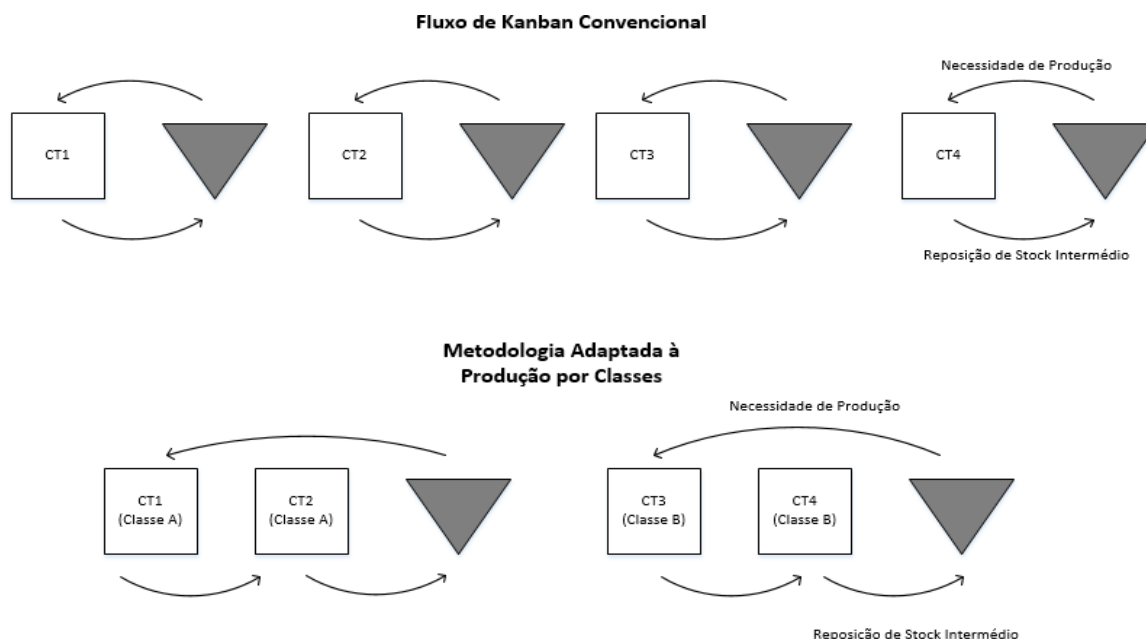 Fluxo de Kanban Convencional
Necessidade de Produção
CT1
CT2
CT3
CT4
Reposição de Stock Intermédio
Metodologia Adaptada à
Produção por Classes
Necessidade de Produção
CT1
(Classe A)
CT2
(Classe A)
CT3
(Classe B)
CT4
(Classe B)
Reposição de Stock Intermédio